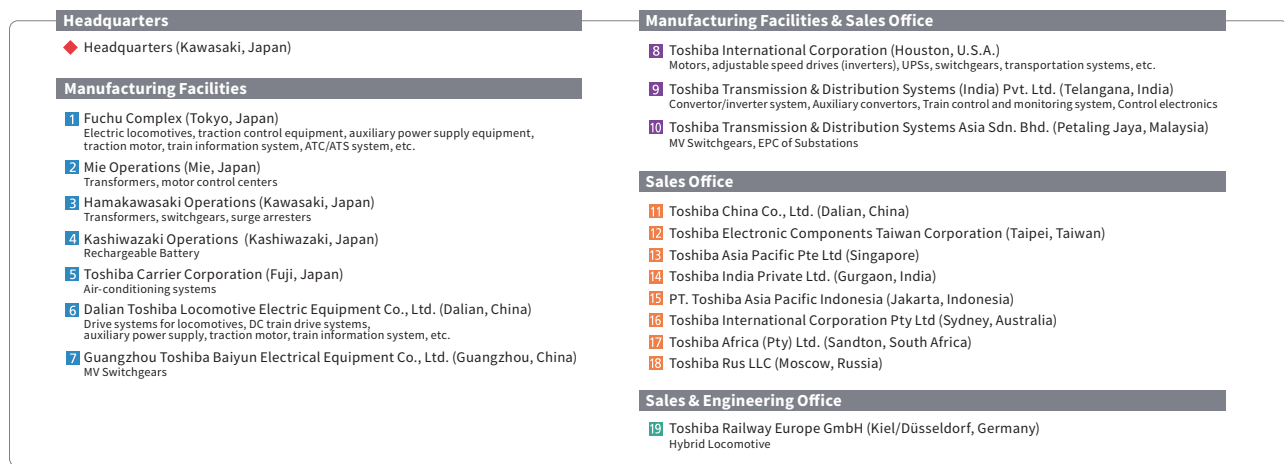 Headquarters
Headquarters (Kawasaki, Japan)
Manufacturing Facilities
1 Fuchu Complex (Tokyo, Japan)
Electric locomotives, traction control equipment, auxiliary power supply equipment,
traction motor, train information system, ATC/ATS system, etc.
2 Mie Operations (Mie, Japan)
Transformers, motor control centers
3 Hamakawasaki Operations (Kawasaki, Japan)
Transformers, switchgears, surge arresters
4 Kashiwazaki Operations (Kashiwazaki, Japan)
Rechargeable Battery
5 Toshiba Carrier Corporation (Fuji, Japan)
Air-conditioning systems
6 Dalian Toshiba Locomotive Electric Equipment Co., Ltd. (Dalian, China)
Drive systems for locomotives, DC train drive systems,
auxiliary power supply, traction motor, train information system, etc.
7 Guangzhou Toshiba Baiyun Electrical Equipment Co., Ltd. (Guangzhou, China)
MV Switchgears
Manufacturing Facilities & Sales Office
8 Toshiba International Corporation (Houston, U.S.A.)
Motors, adjustable speed drives (inverters), UPSs, switchgears, transportation systems, etc.
9 Toshiba Transmission & Distribution Systems (India) Pvt. Ltd. (Telangana, India)
Convertor/inverter system, Auxiliary convertors, Train control and monitoring system, Control electronics
10 Toshiba Transmission & Distribution Systems Asia Sdn. Bhd. (Petaling Jaya, Malaysia)
MV Switchgears, EPC of Substations
Sales Office
11 Toshiba China Co., Ltd. (Dalian, China)
12 Toshiba Electronic Components Taiwan Corporation (Taipei, Taiwan)
13 Toshiba Asia Pacific Pte Ltd (Singapore)
14 Toshiba India Private Ltd. (Gurgaon, India)
15 PT. Toshiba Asia Pacific Indonesia (Jakarta, Indonesia)
16 Toshiba International Corporation Pty Ltd (Sydney, Australia)
17 Toshiba Africa (Pty) Ltd. (Sandton, South Africa)
18 Toshiba Rus LLC (Moscow, Russia)
Sales & Engineering Office
19 Toshiba Railway Europe GmbH (Kiel/Düsseldorf, Germany)
Hybrid Locomotive